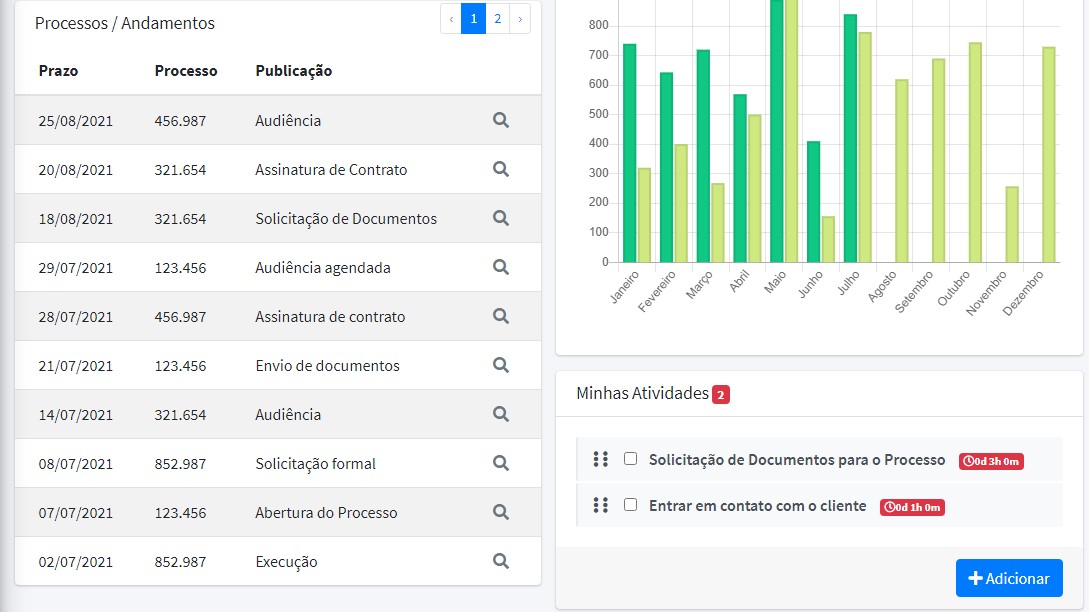 Processos / Andamentos
‹ 1 2 ›
Prazo Processo Publicação
25/08/2021 456.987 Audiência
20/08/2021 321.654 Assinatura de Contrato
18/08/2021 321.654 Solicitação de Documentos
29/07/2021 123.456 Audiência agendada
28/07/2021 456.987 Assinatura de contrato
21/07/2021 123.456 Envio de documentos
14/07/2021 321.654 Audiência
08/07/2021 852.987 Solicitação formal
07/07/2021 123.456 Abertura do Processo
02/07/2021 852.987 Execução
800
700
600
500
400
300
200
100
0
Janeiro Fevereiro Março Abril Maio Junho Julho Agosto Setembro Outubro Novembro Dezembro
Minhas Atividades 2
Solicitação de Documentos para o Processo 0d 3h 0m
Entrar em contato com o cliente 0d 1h 0m
Adicionar